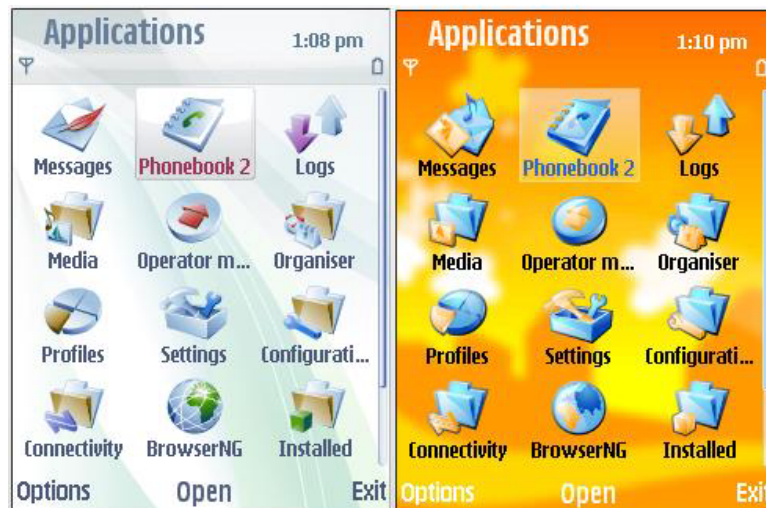 Applications 1:08 pm
Messages Phonebook 2 Logs
Media Operator m... Organiser
Profiles Settings Configurati...
Connectivity BrowserNG Installed
Options Open Exit
Applications 1:10 pm
Messages Phonebook 2 Logs
Media Operator m... Organiser
Profiles Settings Configurati...
Connectivity BrowserNG Installed
Options Open Exit